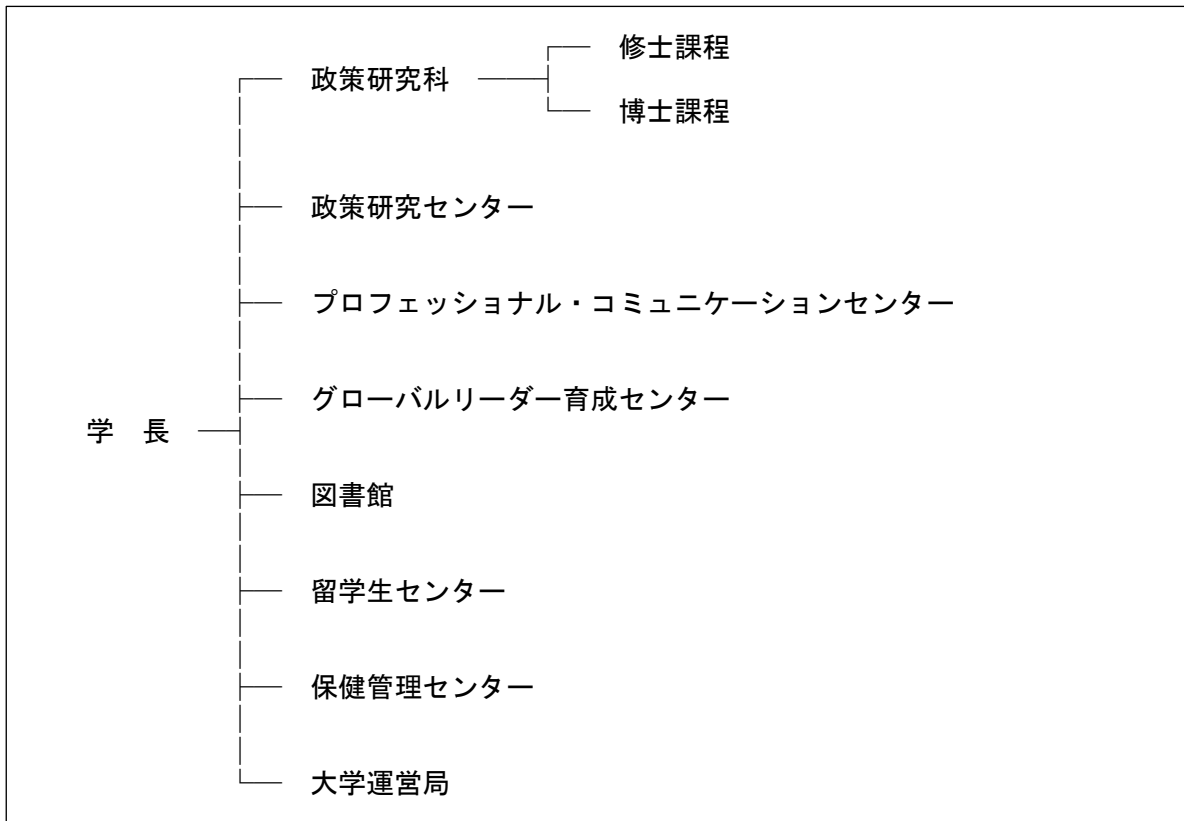 修士課程
政策研究科
博士課程
政策研究センター
プロフェッショナル・コミュニケーションセンター
グローバルリーダー育成センター
学　長
図書館
留学生センター
保健管理センター
大学運営局